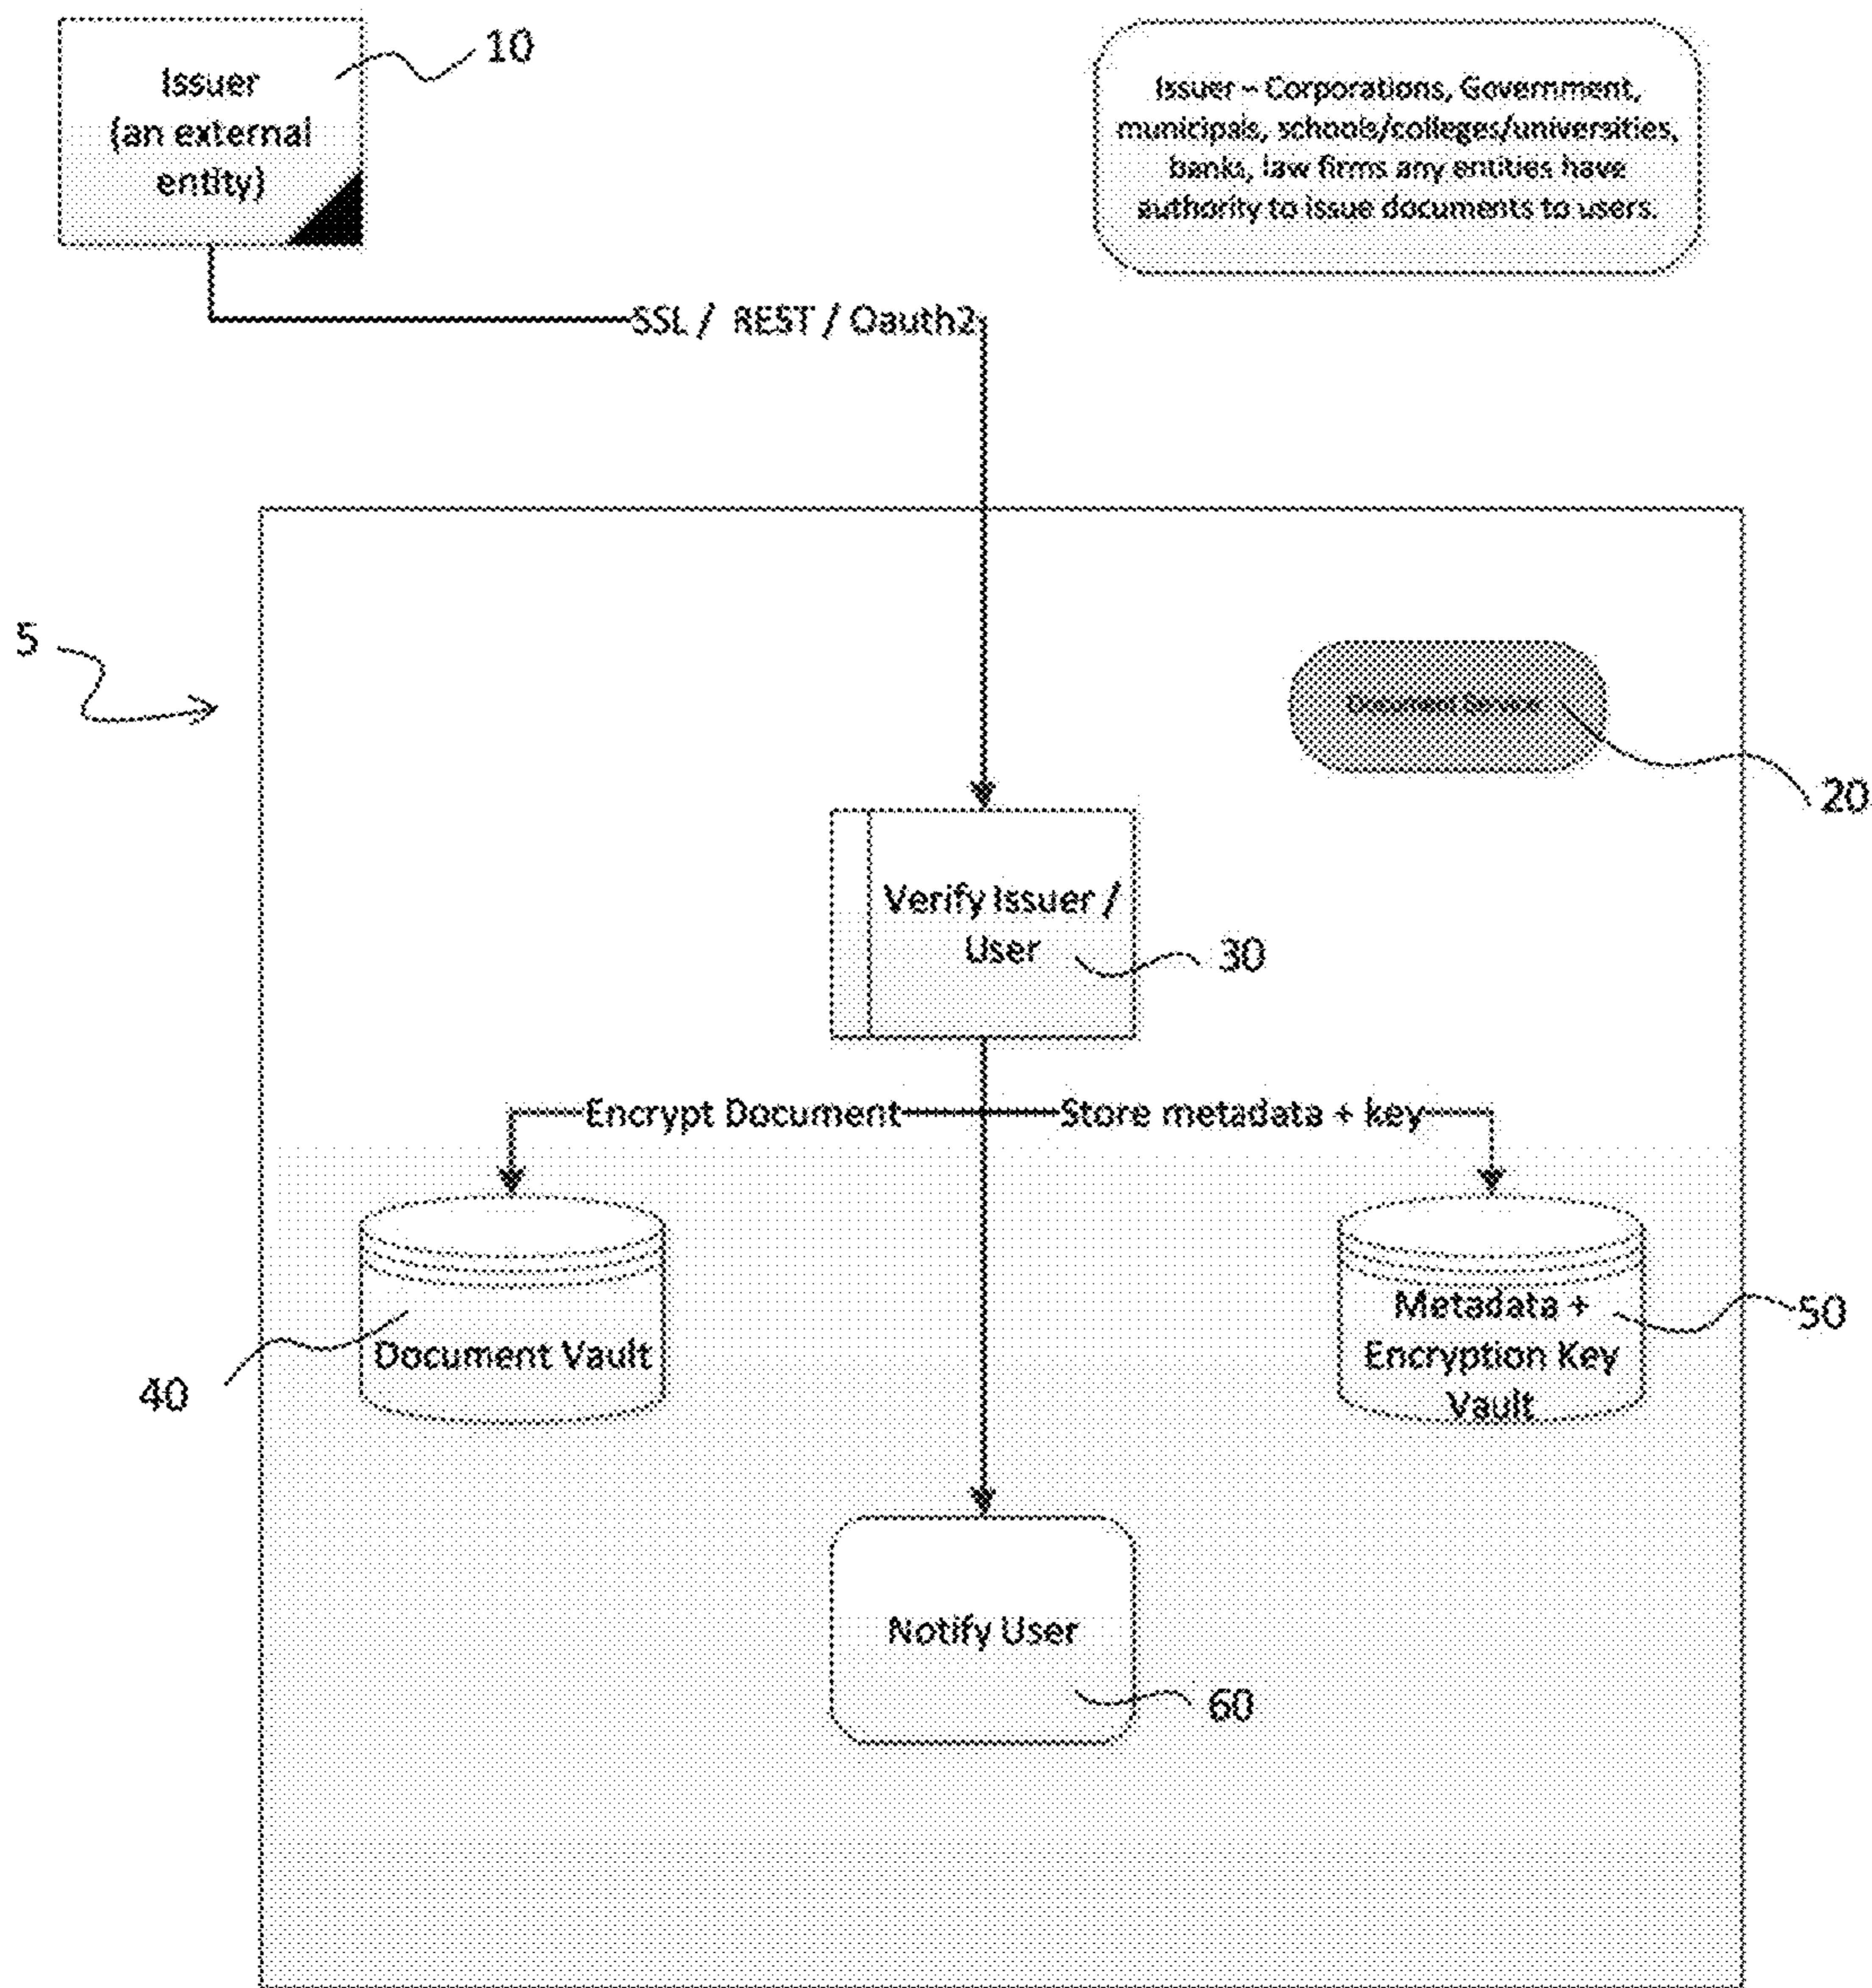 Issuer
(an external
entity)
10
Issuer – Corporations, Government,
municipals, schools/colleges/universities,
banks, law firms any entities have
authority to issue documents to users.
SSL / REST / Oauth2
5
Document Service
20
Verify Issuer /
User
30
Encrypt Document
Store metadata + key
Document Vault
40
Metadata +
Encryption Key
Vault
50
Notify User
60